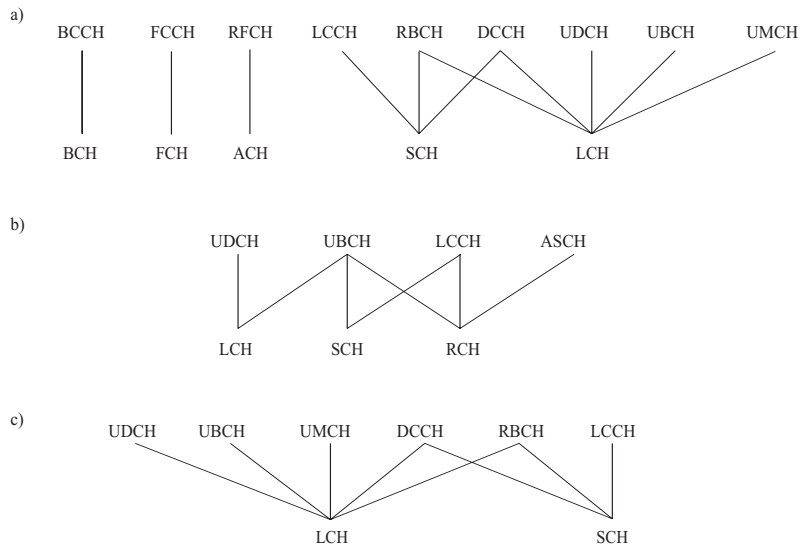 a)
BCCH FCCH RFCH LCCH RBCH DCCH UDCH UBCH UMCH
BCH FCH ACH SCH LCH
b)
UDCH UBCH LCCH ASCH
LCH SCH RCH
c)
UDCH UBCH UMCH DCCH RBCH LCCH
LCH SCH